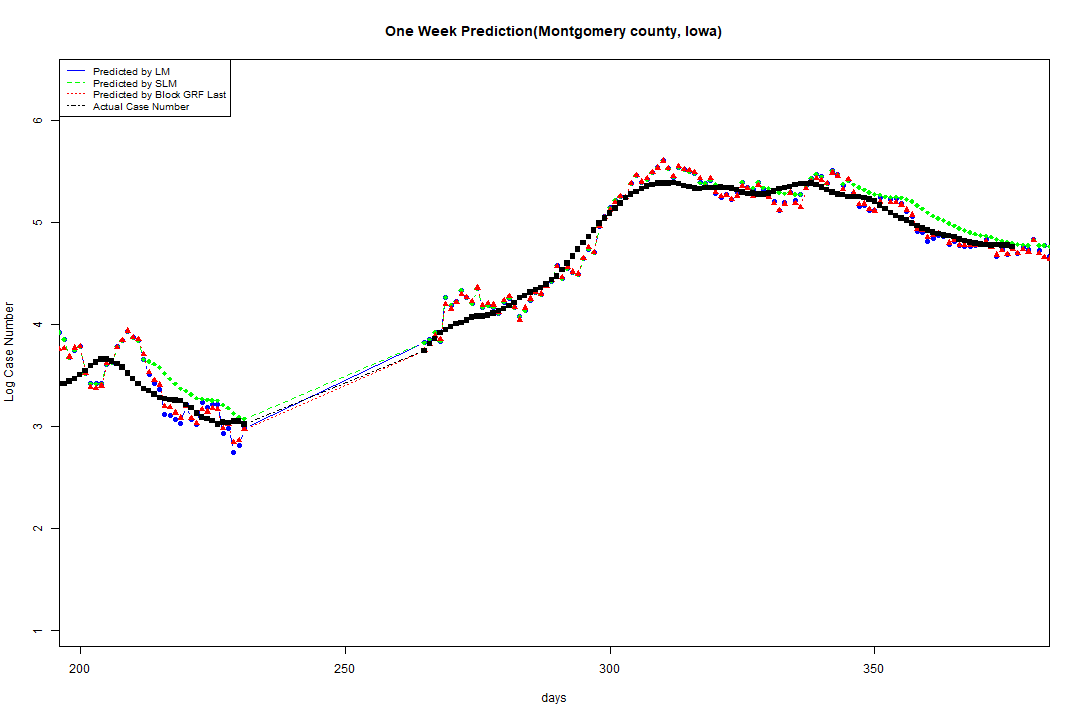 One Week Prediction(Montgomery county, Iowa)
Predicted by LM
Predicted by SLM
Predicted by Block GRF Last
Actual Case Number
Log Case Number
6
5
4
3
2
1
200
250
300
350
days